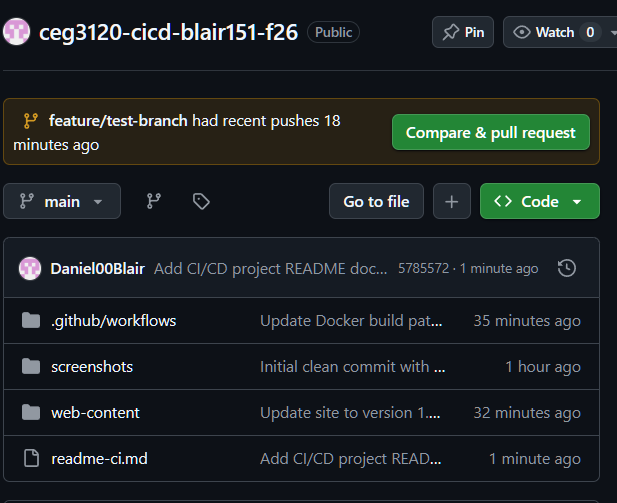 ceg3120-cicd-blair151-f26 Public Pin Watch 0
feature/test-branch had recent pushes 18
minutes ago
Compare & pull request
main Go to file Code
Daniel00Blair Add CI/CD project README doc... 5785572 · 1 minute ago
.github/workflows Update Docker build pat... 35 minutes ago
screenshots Initial clean commit with ... 1 hour ago
web-content Update site to version 1.... 32 minutes ago
readme-ci.md Add CI/CD project READ... 1 minute ago